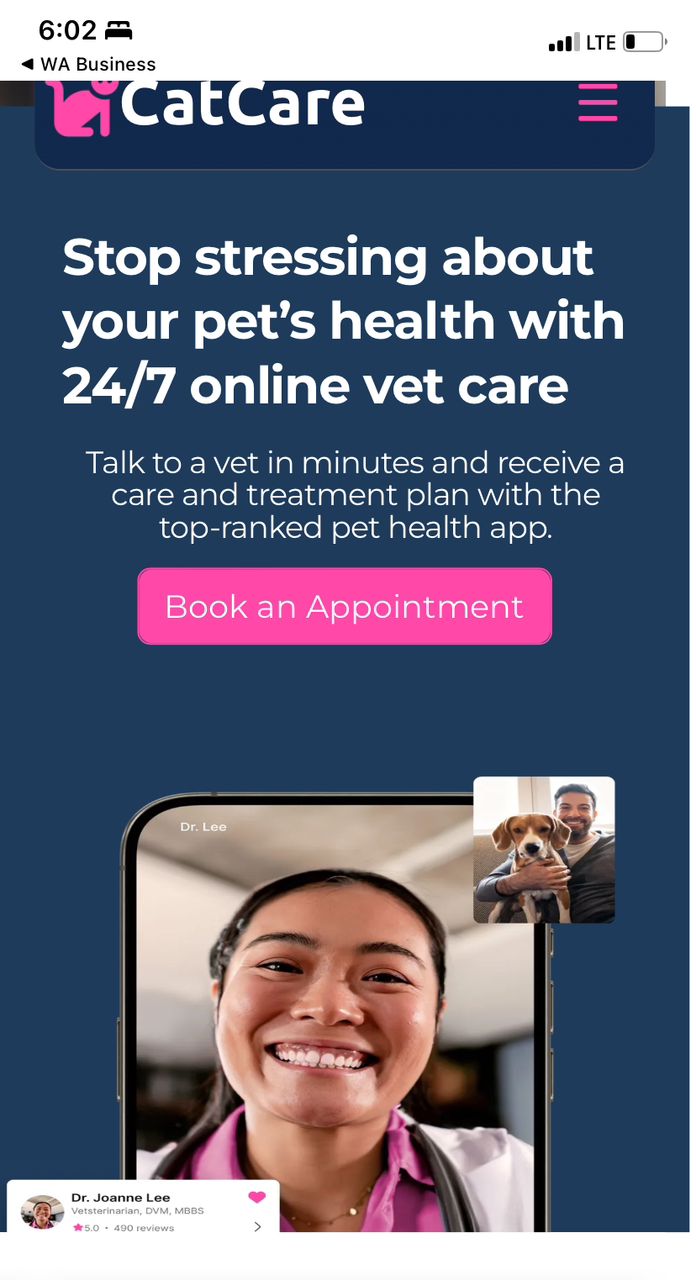 6:02
LTE
◀ WA Business
CatCare
Stop stressing about
your pet’s health with
24/7 online vet care
Talk to a vet in minutes and receive a
care and treatment plan with the
top-ranked pet health app.
Book an Appointment
Dr. Lee
Dr. Joanne Lee
Vetsterinarian, DVM, MBBS
5.0 • 490 reviews